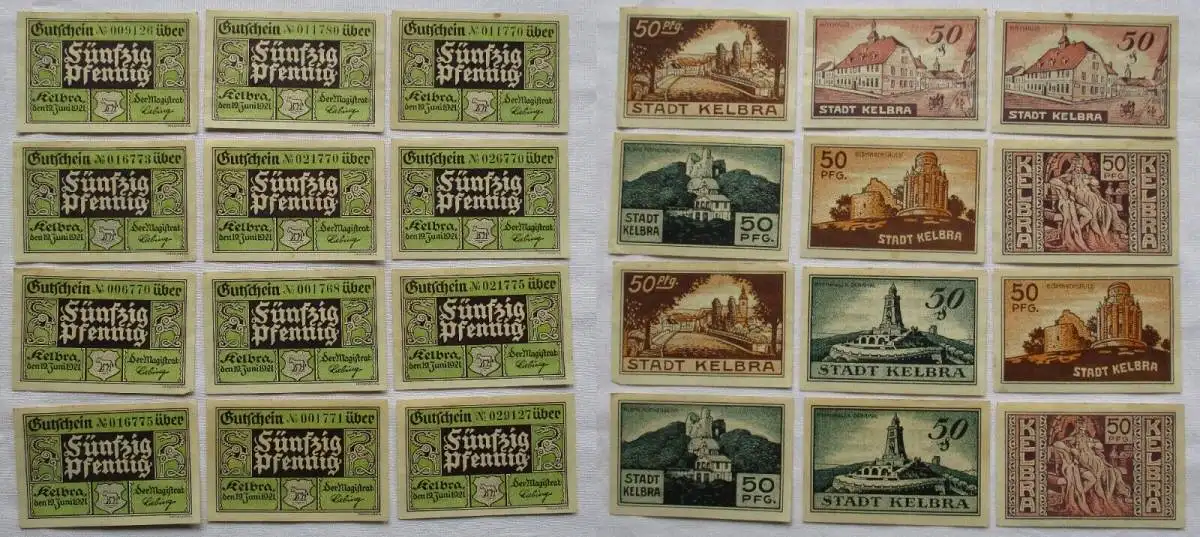 Gutschein № 009126 über
Fünfzig
Pfennig
Kelbra, der Magistrat
den 19. Juni 1921
Gutschein № 011780 über
Fünfzig
Pfennig
Kelbra, der Magistrat
den 19. Juni 1921
Gutschein № 011770 über
Fünfzig
Pfennig
Kelbra, der Magistrat
den 19. Juni 1921
Gutschein № 016773 über
Fünfzig
Pfennig
Kelbra, der Magistrat
den 19. Juni 1921
Gutschein № 021770 über
Fünfzig
Pfennig
Kelbra, der Magistrat
den 19. Juni 1921
Gutschein № 026770 über
Fünfzig
Pfennig
Kelbra, der Magistrat
den 19. Juni 1921
Gutschein № 006770 über
Fünfzig
Pfennig
Kelbra, der Magistrat
den 19. Juni 1921
Gutschein № 001768 über
Fünfzig
Pfennig
Kelbra, der Magistrat
den 19. Juni 1921
Gutschein № 021775 über
Fünfzig
Pfennig
Kelbra, der Magistrat
den 19. Juni 1921
Gutschein № 016775 über
Fünfzig
Pfennig
Kelbra, der Magistrat
den 19. Juni 1921
Gutschein № 001771 über
Fünfzig
Pfennig
Kelbra, der Magistrat
den 19. Juni 1921
Gutschein № 029127 über
Fünfzig
Pfennig
Kelbra, der Magistrat
den 19. Juni 1921
50 Pfg.
STADT KELBRA
RATHAUS
50
STADT KELBRA
RATHAUS
50
STADT KELBRA
STADT
KELBRA
50
PFG.
50
PFG.
STADT KELBRA
50
PFG.
KELBRA
KELBRA
50 Pfg.
STADT KELBRA
50
STADT KELBRA
50
PFG.
STADT KELBRA
STADT
KELBRA
50
PFG.
50
STADT KELBRA
50
PFG.
KELBRA
KELBRA